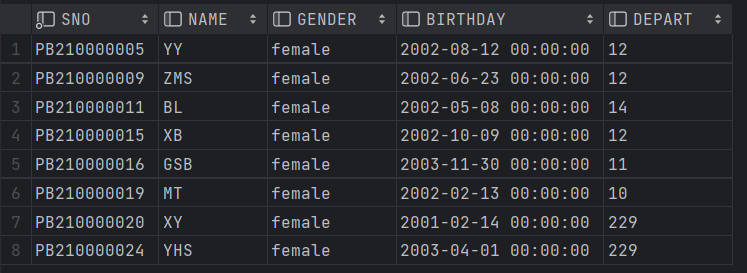 SNO NAME GENDER BIRTHDAY DEPART
1 PB210000005 YY female 2002-08-12 00:00:00 12
2 PB210000009 ZMS female 2002-06-23 00:00:00 12
3 PB210000011 BL female 2002-05-08 00:00:00 14
4 PB210000015 XB female 2002-10-09 00:00:00 12
5 PB210000016 GSB female 2003-11-30 00:00:00 11
6 PB210000019 MT female 2002-02-13 00:00:00 10
7 PB210000020 XY female 2001-02-14 00:00:00 229
8 PB210000024 YHS female 2003-04-01 00:00:00 229